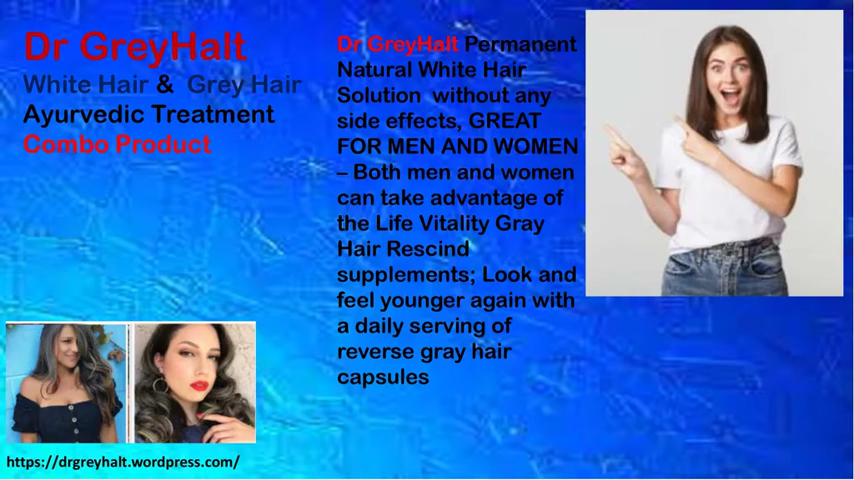 Dr GreyHalt
White Hair & Grey Hair
Ayurvedic Treatment
Combo Product
Dr GreyHalt Permanent
Natural White Hair
Solution without any
side effects, GREAT
FOR MEN AND WOMEN
– Both men and women
can take advantage of
the Life Vitality Gray
Hair Rescind
supplements; Look and
feel younger again with
a daily serving of
reverse gray hair
capsules
https://drgreyhalt.wordpress.com/